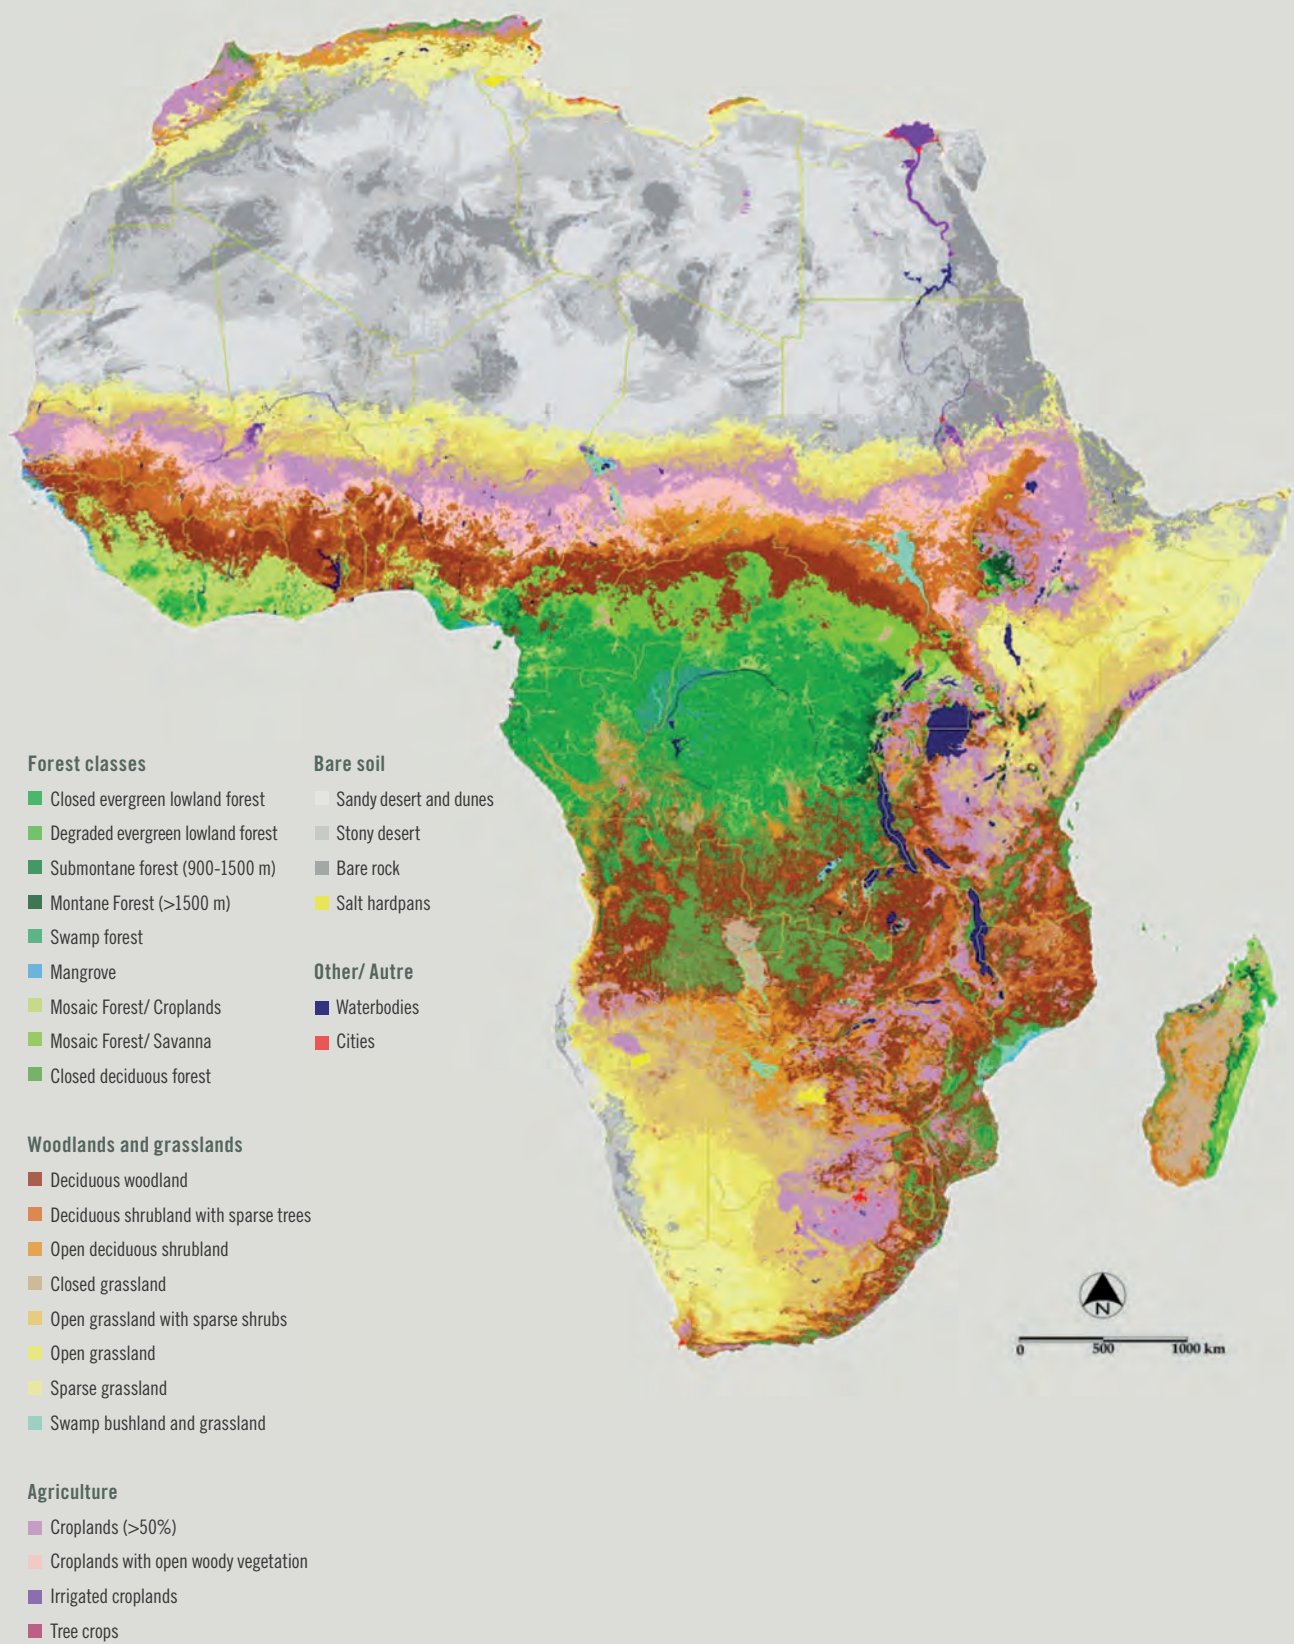 Forest classes
Closed evergreen lowland forest
Degraded evergreen lowland forest
Submontane forest (900-1500 m)
Montane Forest (>1500 m)
Swamp forest
Mangrove
Mosaic Forest/ Croplands
Mosaic Forest/ Savanna
Closed deciduous forest
Woodlands and grasslands
Deciduous woodland
Deciduous shrubland with sparse trees
Open deciduous shrubland
Closed grassland
Open grassland with sparse shrubs
Open grassland
Sparse grassland
Swamp bushland and grassland
Agriculture
Croplands (>50%)
Croplands with open woody vegetation
Irrigated croplands
Tree crops
Bare soil
Sandy desert and dunes
Stony desert
Bare rock
Salt hardpans
Other/ Autre
Waterbodies
Cities
N
0 500 1000 km